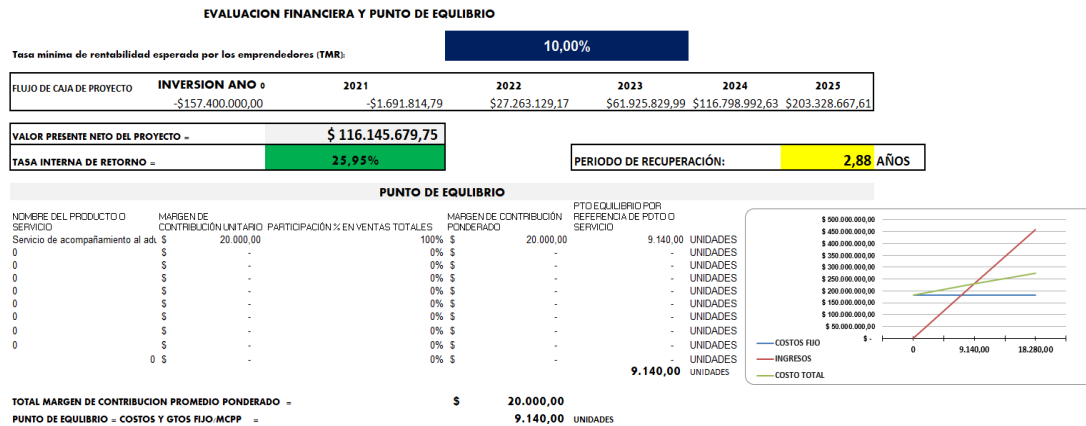 EVALUACION FINANCIERA Y PUNTO DE EQULIBRIO
Tasa mínima de rentabilidad esperada por los emprendedores (TMR): 10,00%
FLUJO DE CAJA DE PROYECTO INVERSION ANO 0 2021 2022 2023 2024 2025
-$157.400.000,00 -$1.691.814,79 $27.263.129,17 $61.925.829,99 $116.798.992,63 $203.328.667,61
VALOR PRESENTE NETO DEL PROYECTO = $ 116.145.679,75
TASA INTERNA DE RETORNO = 25,95% PERIODO DE RECUPERACIÓN: 2,88 AÑOS
PUNTO DE EQULIBRIO
NOMBRE DEL PRODUCTO O SERVICIO MARGEN DE CONTRIBUCIÓN UNITARIO PARTICIPACIÓN % EN VENTAS TOTALES MARGEN DE CONTRIBUCIÓN PONDERADO PTO EQUILIBRIO POR REFERENCIA DE PDTO O SERVICIO
Servicio de acompañamiento al adu $ 20.000,00 100% $ 20.000,00 9.140,00 UNIDADES
0 $ - 0% $ - - UNIDADES
0 $ - 0% $ - - UNIDADES
0 $ - 0% $ - - UNIDADES
0 $ - 0% $ - - UNIDADES
0 $ - 0% $ - - UNIDADES
0 $ - 0% $ - - UNIDADES
0 $ - 0% $ - - UNIDADES
0 $ - 0% $ - - UNIDADES
0 $ - 0% $ - - UNIDADES
9.140,00 UNIDADES
TOTAL MARGEN DE CONTRIBUCION PROMEDIO PONDERADO = $ 20.000,00
PUNTO DE EQULIBRIO = COSTOS Y GTOS FIJO/MCPP = 9.140,00 UNIDADES
$ 500.000.000,00
$ 450.000.000,00
$ 400.000.000,00
$ 350.000.000,00
$ 300.000.000,00
$ 250.000.000,00
$ 200.000.000,00
$ 150.000.000,00
$ 100.000.000,00
$ 50.000.000,00
$ -
0 9.140,00 18.280,00
COSTOS FIJO
INGRESOS
COSTO TOTAL